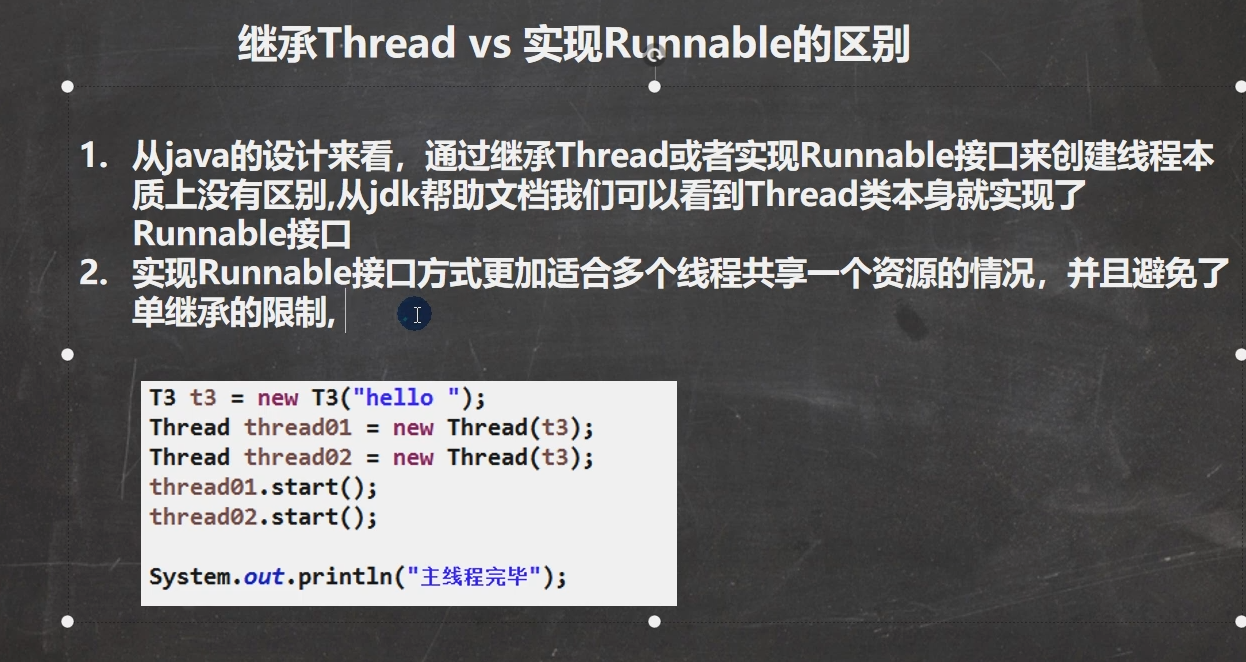 继承Thread vs 实现Runnable的区别
1. 从java的设计来看，通过继承Thread或者实现Runnable接口来创建线程本
质上没有区别,从jdk帮助文档我们可以看到Thread类本身就实现了
Runnable接口
2. 实现Runnable接口方式更加适合多个线程共享一个资源的情况，并且避免了
单继承的限制,
T3 t3 = new T3("hello ");
Thread thread01 = new Thread(t3);
Thread thread02 = new Thread(t3);
thread01.start();
thread02.start();
System.out.println("主线程完毕");